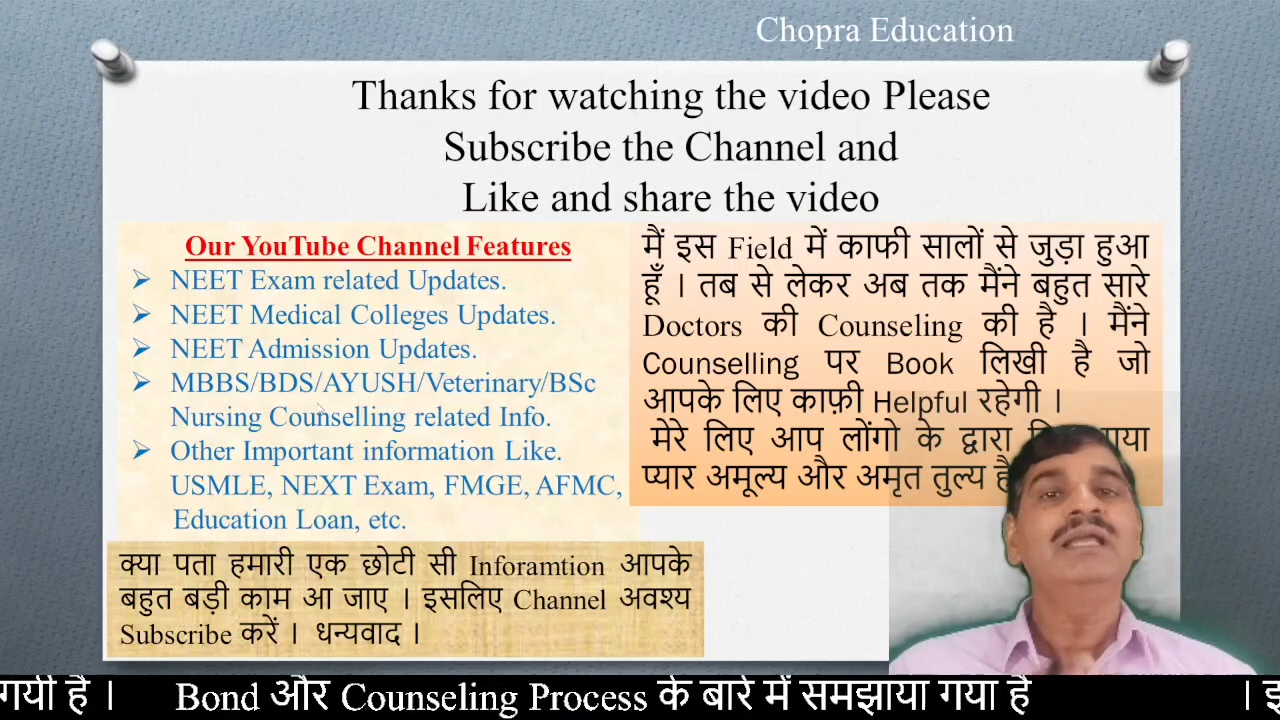 Chopra Education
Thanks for watching the video Please
Subscribe the Channel and
Like and share the video
Our YouTube Channel Features
NEET Exam related Updates.
NEET Medical Colleges Updates.
NEET Admission Updates.
MBBS/BDS/AYUSH/Veterinary/BSc
Nursing Counselling related Info.
Other Important information Like.
USMLE, NEXT Exam, FMGE, AFMC,
Education Loan, etc.
मैं इस Field में काफी सालों से जुड़ा हुआ
हूँ । तब से लेकर अब तक मैंने बहुत सारे
Doctors की Counseling की है । मैंने
Counselling पर Book लिखी है जो
आपके लिए काफ़ी Helpful रहेगी ।
मेरे लिए आप लोंगो के द्वारा
प्यार अमूल्य और अमृत तुल्य
क्या पता हमारी एक छोटी सी Inforamtion आपके
बहुत बड़ी काम आ जाए । इसलिए Channel अवश्य
Subscribe करें । धन्यवाद ।
गयी है । Bond और Counseling Process के बारे में समझाया गया है ।